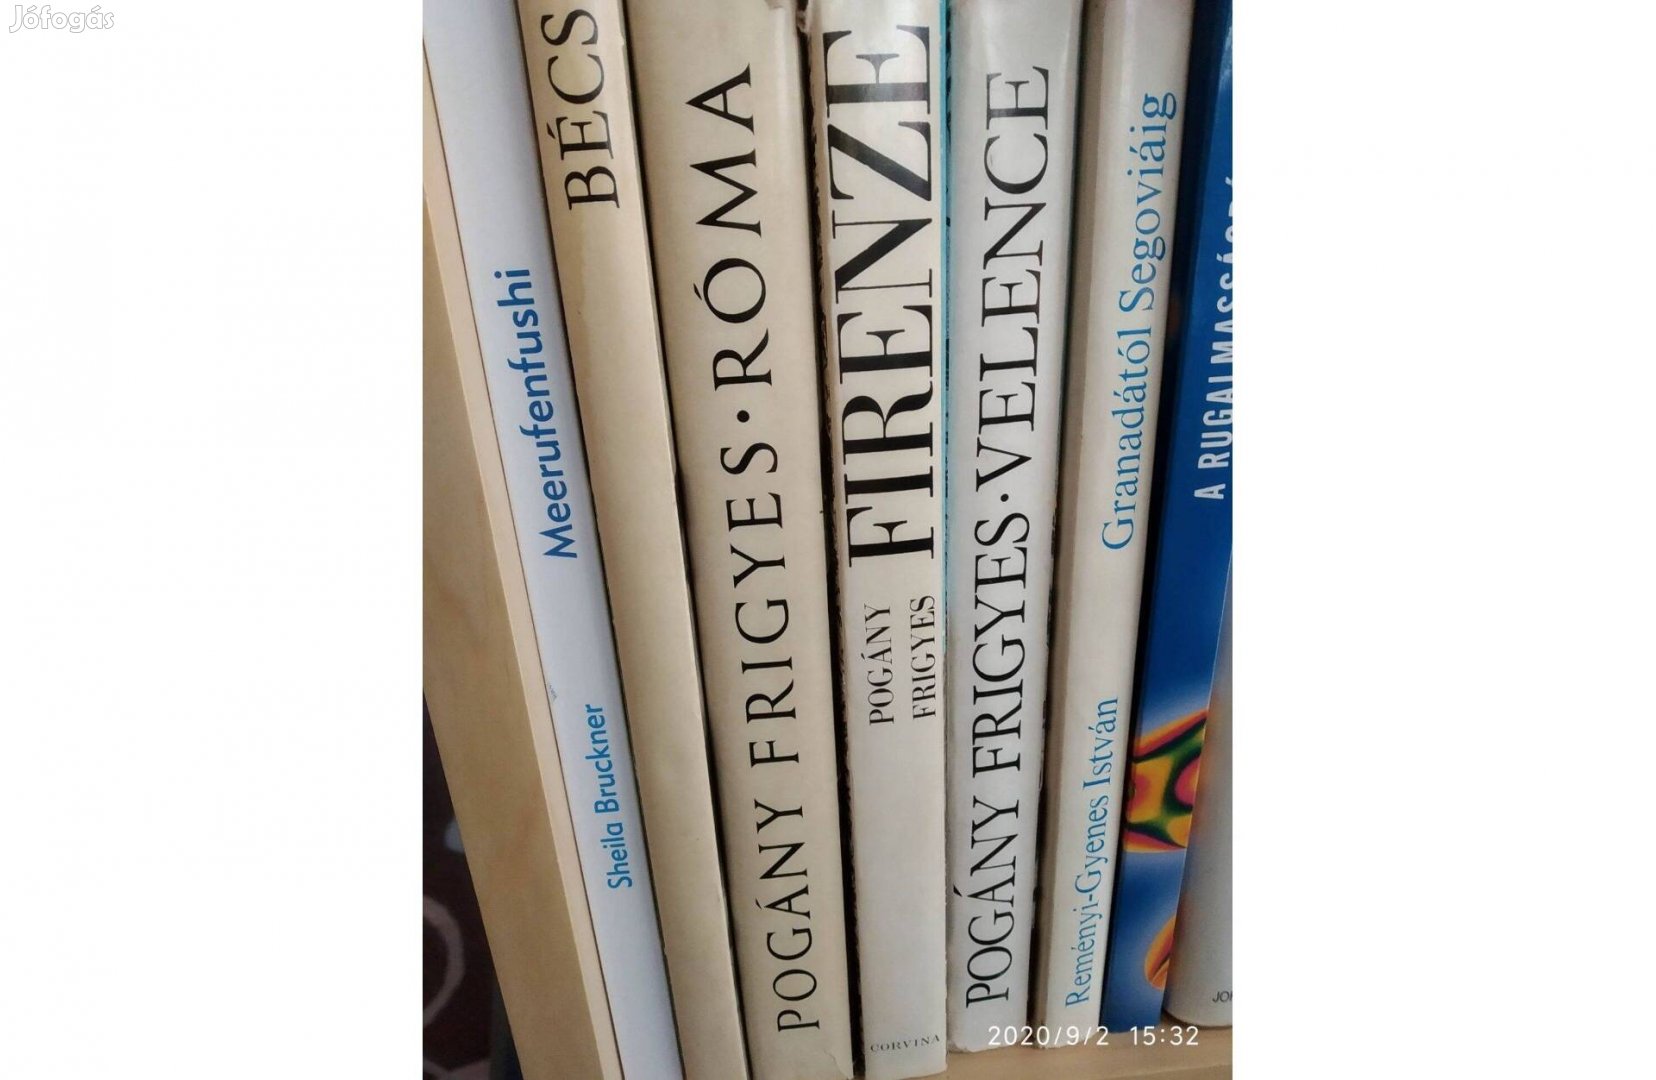 Jófogás
Meerufenfushi
Sheila Bruckner
BÉCS
POGÁNY FRIGYES · RÓMA
POGÁNY
FRIGYES
FIRENZE
CORVINA
POGÁNY FRIGYES · VELENCE
Reményi-Gyenes István
Granadától Segoviáig
A RUGALMASSÁG
2020/9/2 15:32